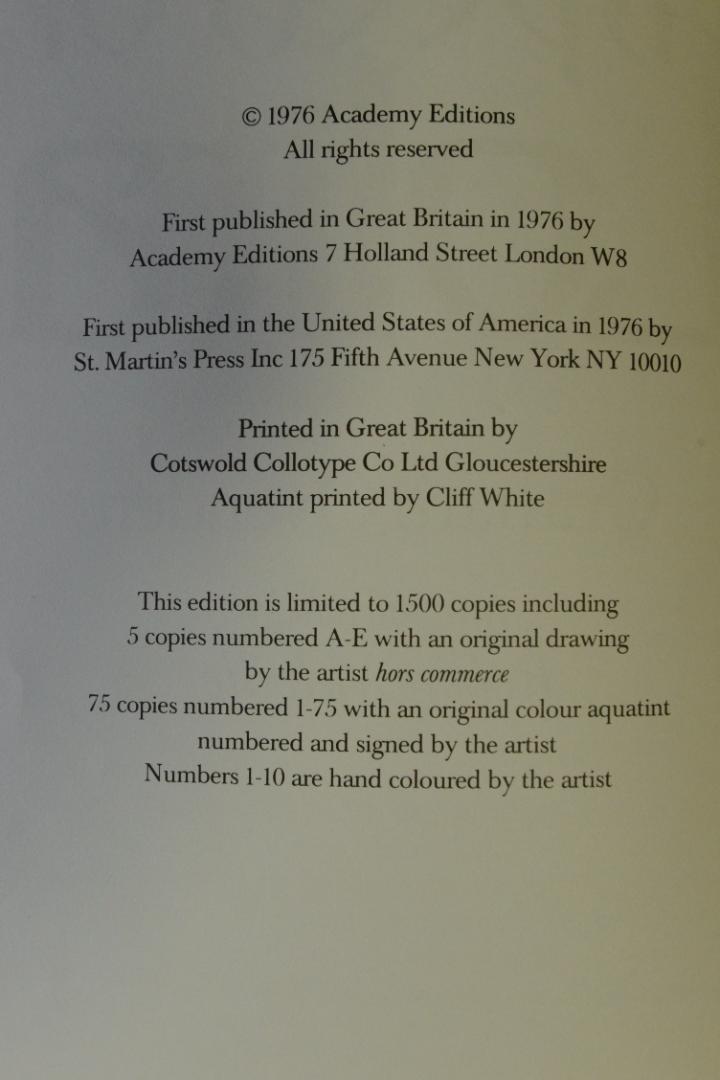 © 1976 Academy Editions
All rights reserved
First published in Great Britain in 1976 by
Academy Editions 7 Holland Street London W8
First published in the United States of America in 1976 by
St. Martin's Press Inc 175 Fifth Avenue New York NY 10010
Printed in Great Britain by
Cotswold Collotype Co Ltd Gloucestershire
Aquatint printed by Cliff White
This edition is limited to 1500 copies including
5 copies numbered A-E with an original drawing
by the artist hors commerce
75 copies numbered 1-75 with an original colour aquatint
numbered and signed by the artist
Numbers 1-10 are hand coloured by the artist